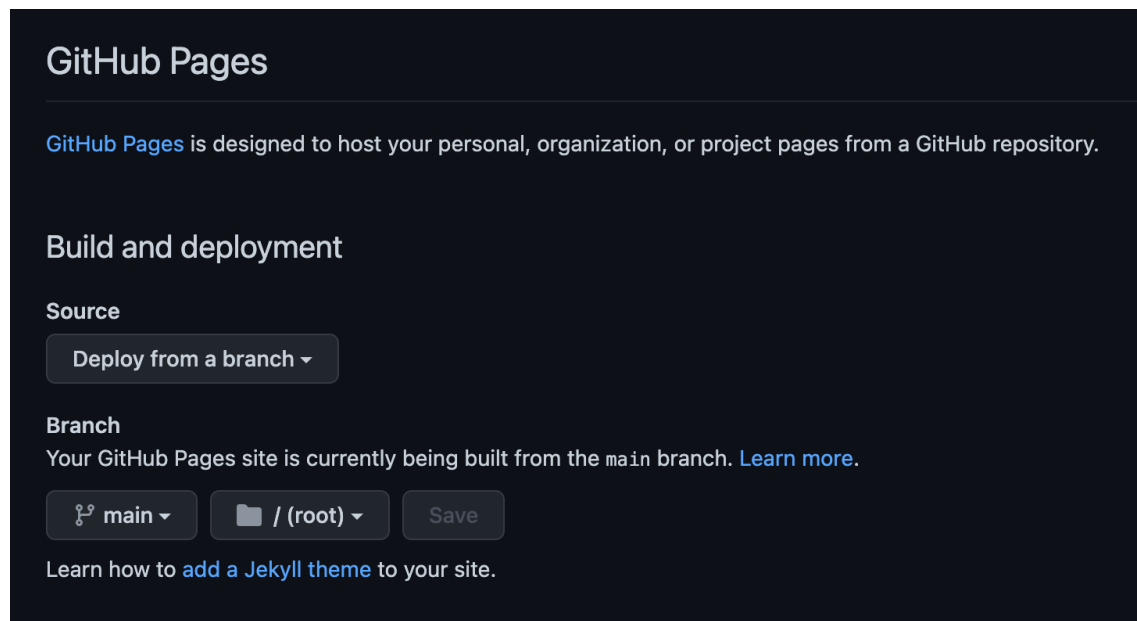 GitHub Pages
GitHub Pages is designed to host your personal, organization, or project pages from a GitHub repository.
Build and deployment
Source
Deploy from a branch
Branch
Your GitHub Pages site is currently being built from the main branch. Learn more.
main / (root) Save
Learn how to add a Jekyll theme to your site.